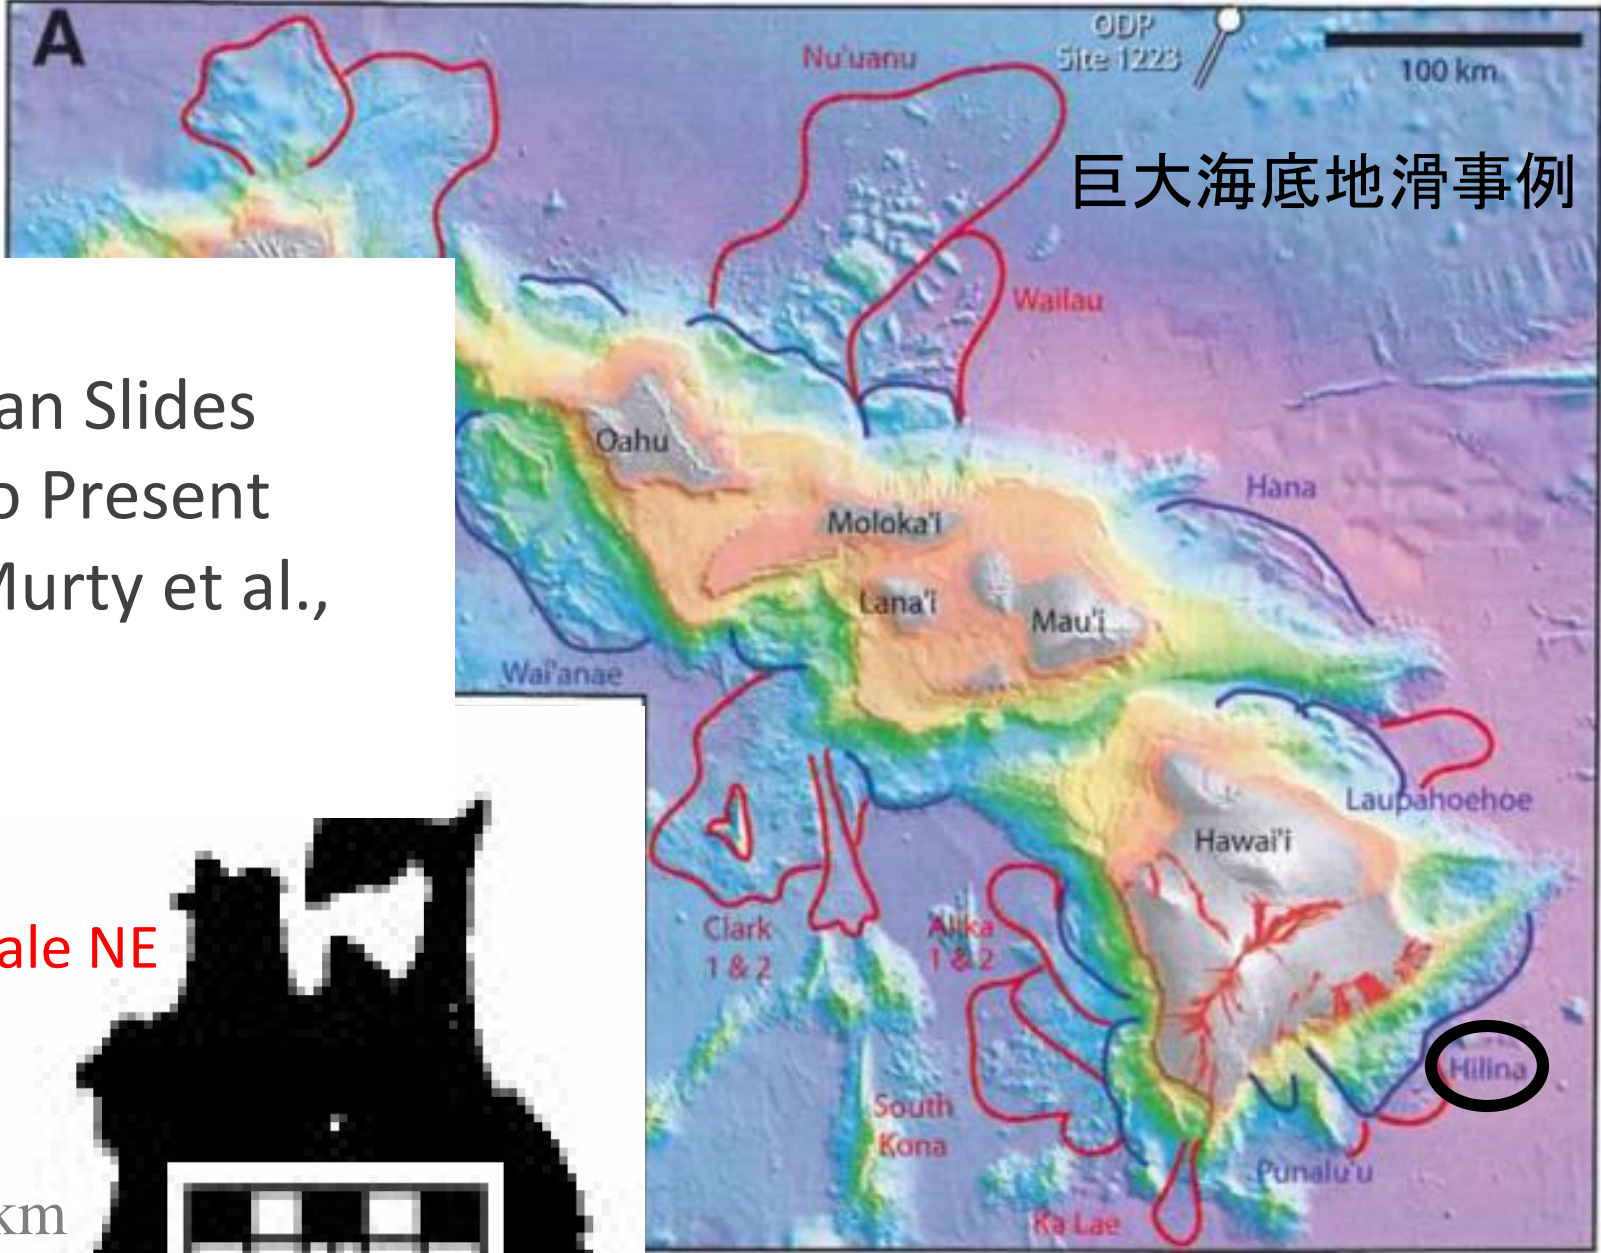 A
ODP
Site 1223
100 km
Nu'uanu
巨大海底地滑事例
Wailau
an Slides
o Present
Murty et al.,
Oahu
Hana
Moloka'i
Lana'i
Mau'i
Wai'anae
Laupahoehoe
Hawai'i
Clark
1 & 2
Alika
1 & 2
ale NE
Hilina
South
Kona
Punalu'u
Ka Lae
km